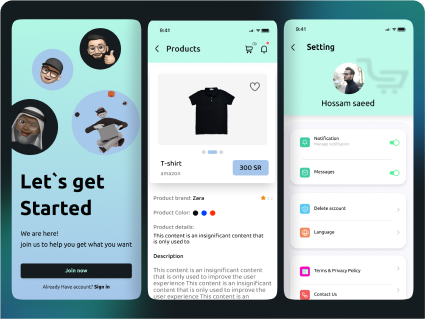 Let`s get
Started
We are here!
join us to help you get what you want
Join now
Already Have account? Sign in
9:41
Products
T-shirt
amazon
300 SR
Product brand: Zara
Product Color:
Product details:
This content is an insignificant content that
is only used to
Description
This content is an insignificant content
that is only used to improve the
user experience This content is an
insignificant content that is only used
to improve the user experience This
content is an
9:41
Setting
Hossam saeed
Notification
Manage notification
Messages
Delete account
Language
Terms & Privacy Policy
Contact Us